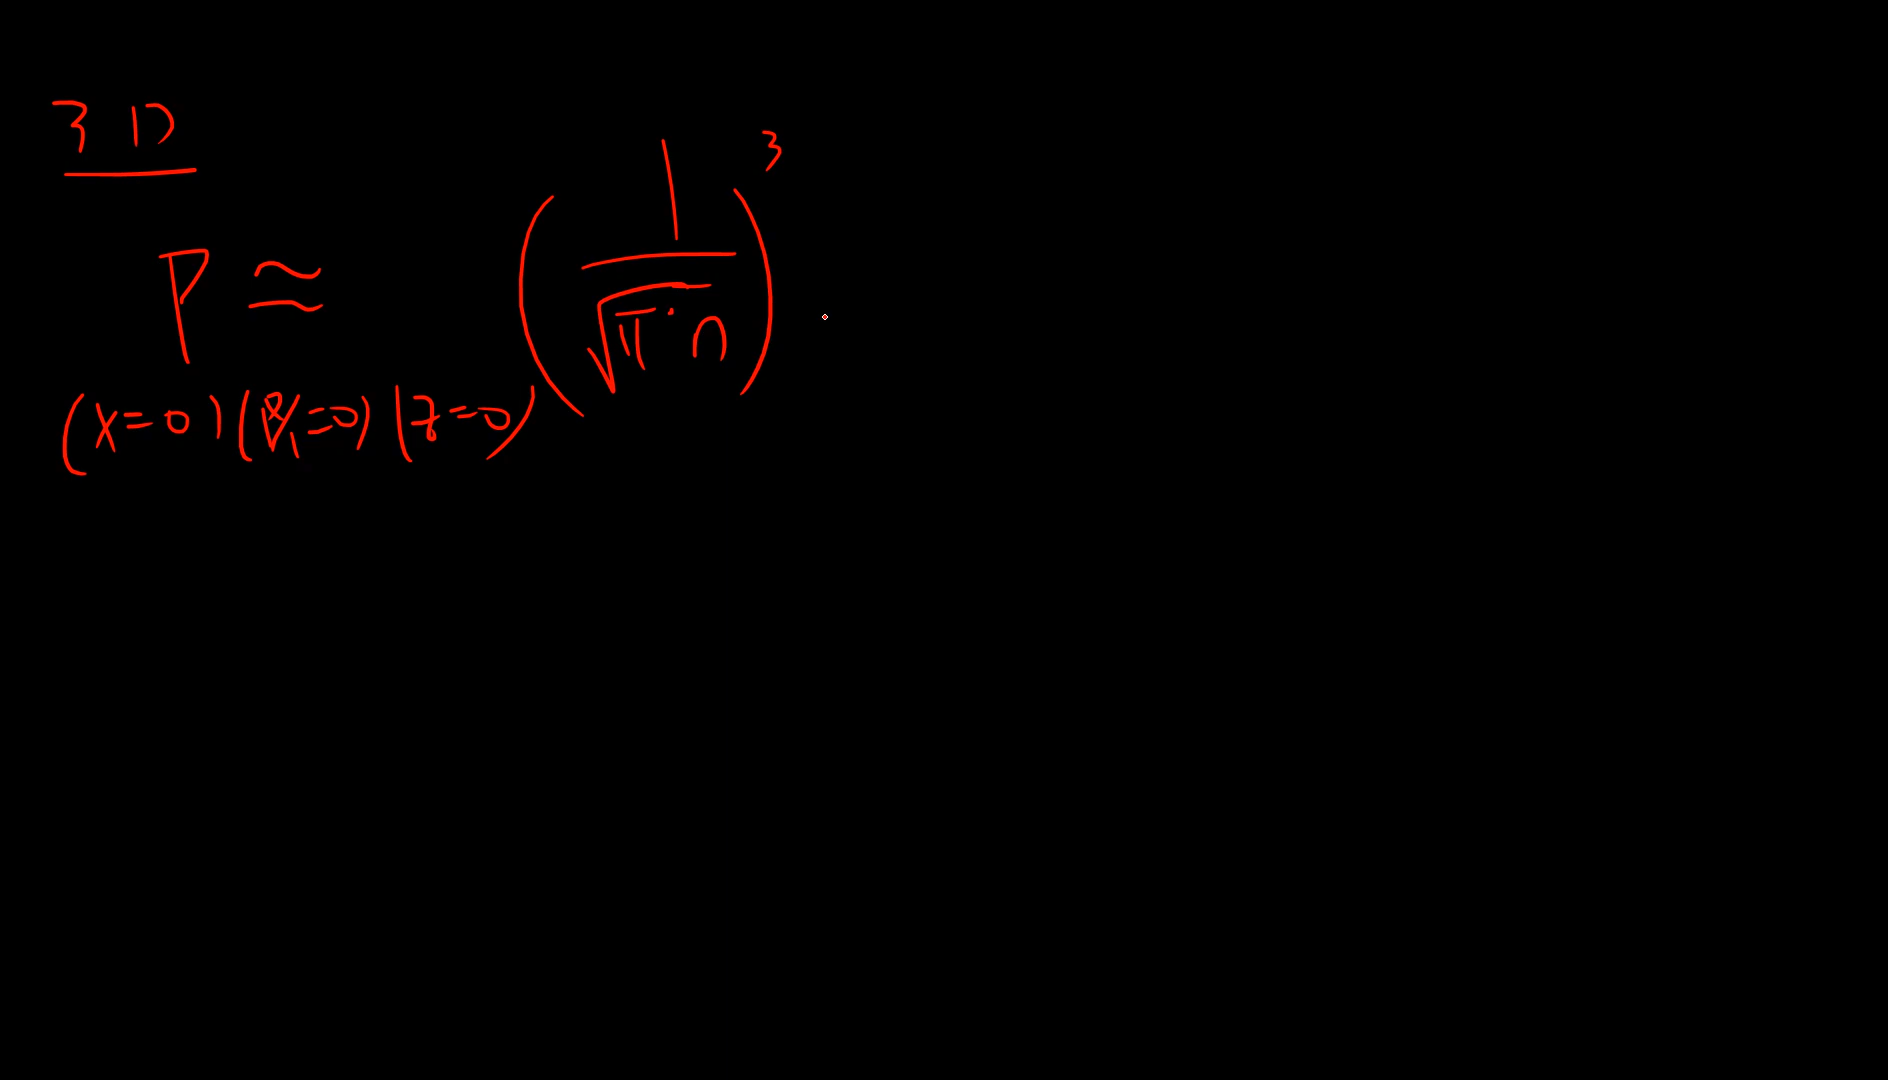 3D
P ≈ (1/√(π·n))³
(x=0)(y=0)(z=0)